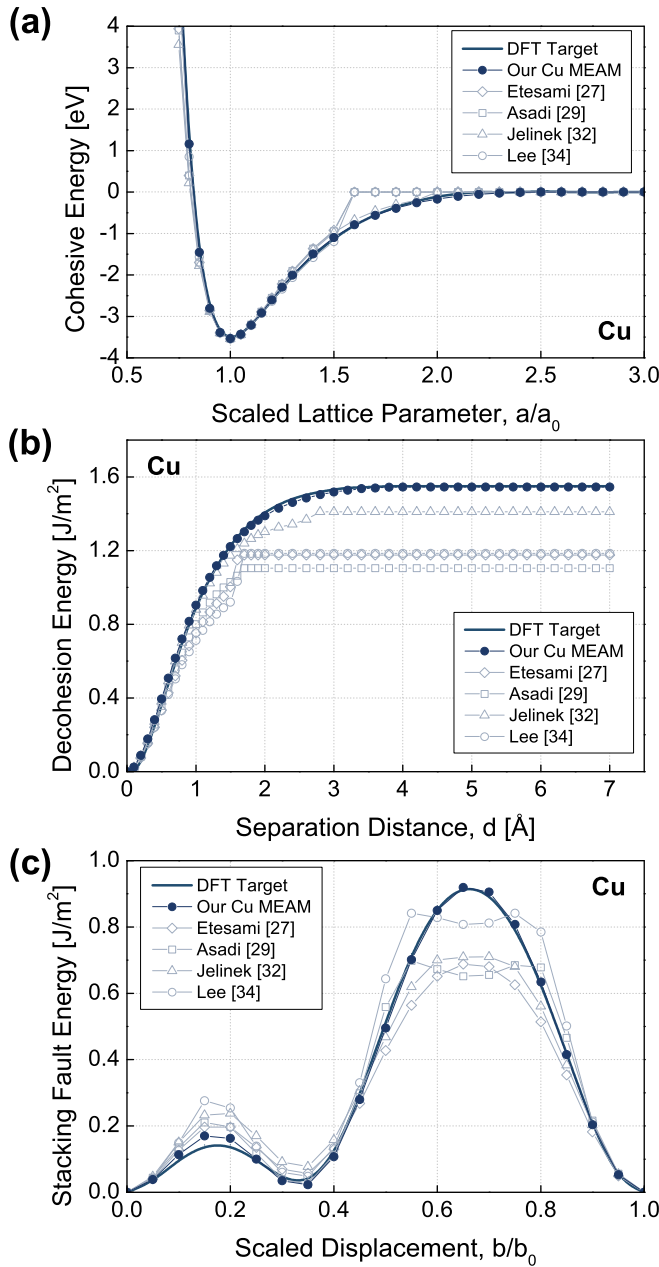 (a)
4
3
2
1
0
-1
-2
-3
-4
Cohesive Energy [eV]
DFT Target
Our Cu MEAM
Etesami [27]
Asadi [29]
Jelinek [32]
Lee [34]
Cu
0.5 1.0 1.5 2.0 2.5 3.0
Scaled Lattice Parameter, a/a0
(b)
Cu
1.6
1.2
0.8
0.4
0.0
Decohesion Energy [J/m²]
DFT Target
Our Cu MEAM
Etesami [27]
Asadi [29]
Jelinek [32]
Lee [34]
0 1 2 3 4 5 6 7
Separation Distance, d [Å]
(c)
1.0
0.8
0.6
0.4
0.2
0.0
Stacking Fault Energy [J/m²]
DFT Target
Our Cu MEAM
Etesami [27]
Asadi [29]
Jelinek [32]
Lee [34]
Cu
0.0 0.2 0.4 0.6 0.8 1.0
Scaled Displacement, b/b0